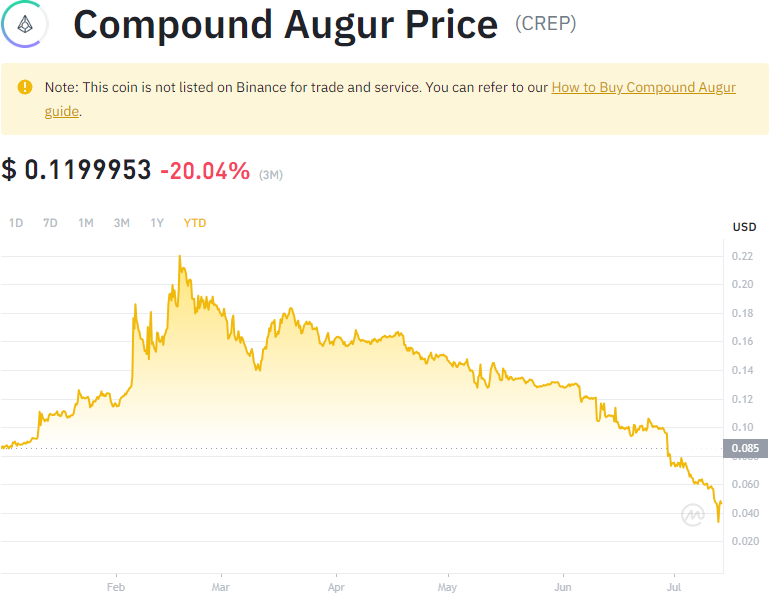 Compound Augur Price (CREP)
Note: This coin is not listed on Binance for trade and service. You can refer to our How to Buy Compound Augur
guide.
$ 0.1199953 -20.04% (3M)
1D 7D 1M 3M 1Y YTD
USD
0.22
0.20
0.18
0.16
0.14
0.12
0.10
0.085
0.060
0.040
0.020
Feb Mar Apr May Jun Jul